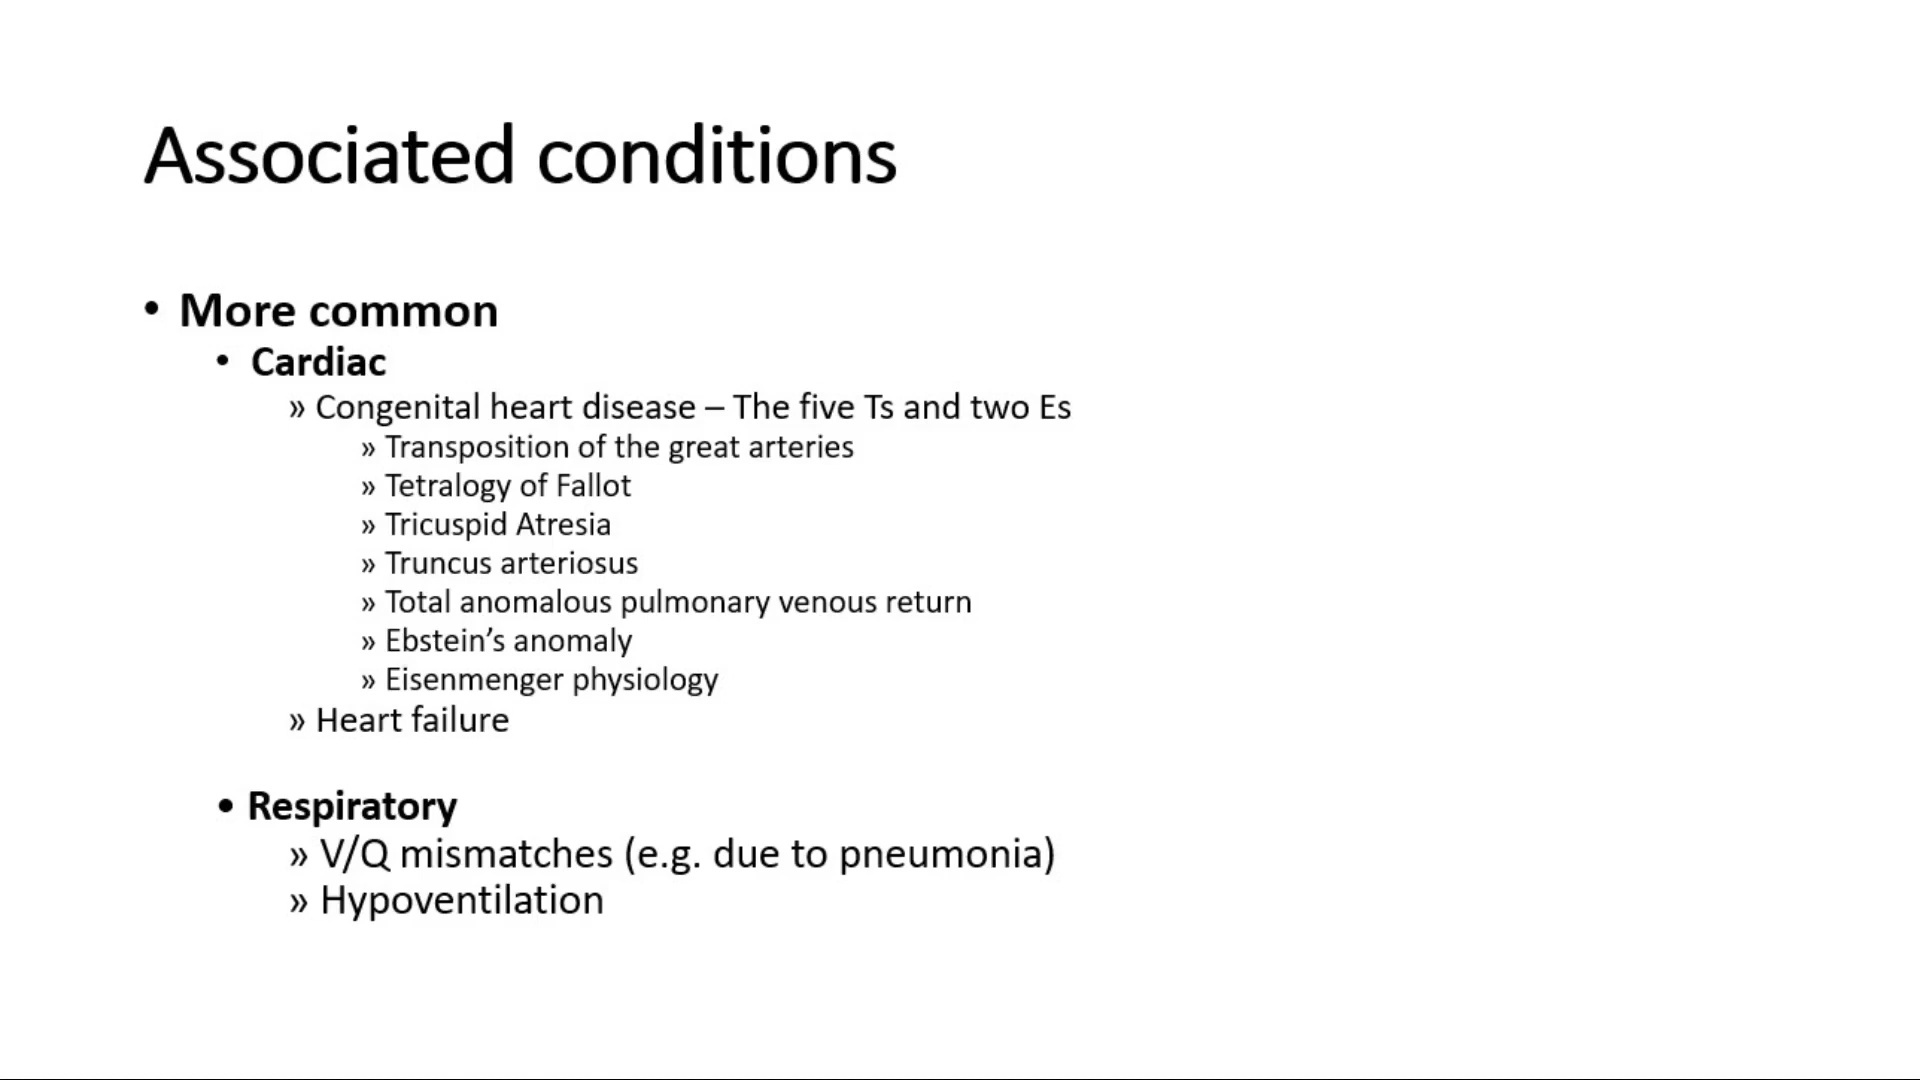 Associated conditions
• More common
• Cardiac
» Congenital heart disease – The five Ts and two Es
» Transposition of the great arteries
» Tetralogy of Fallot
» Tricuspid Atresia
» Truncus arteriosus
» Total anomalous pulmonary venous return
» Ebstein’s anomaly
» Eisenmenger physiology
» Heart failure
• Respiratory
» V/Q mismatches (e.g. due to pneumonia)
» Hypoventilation